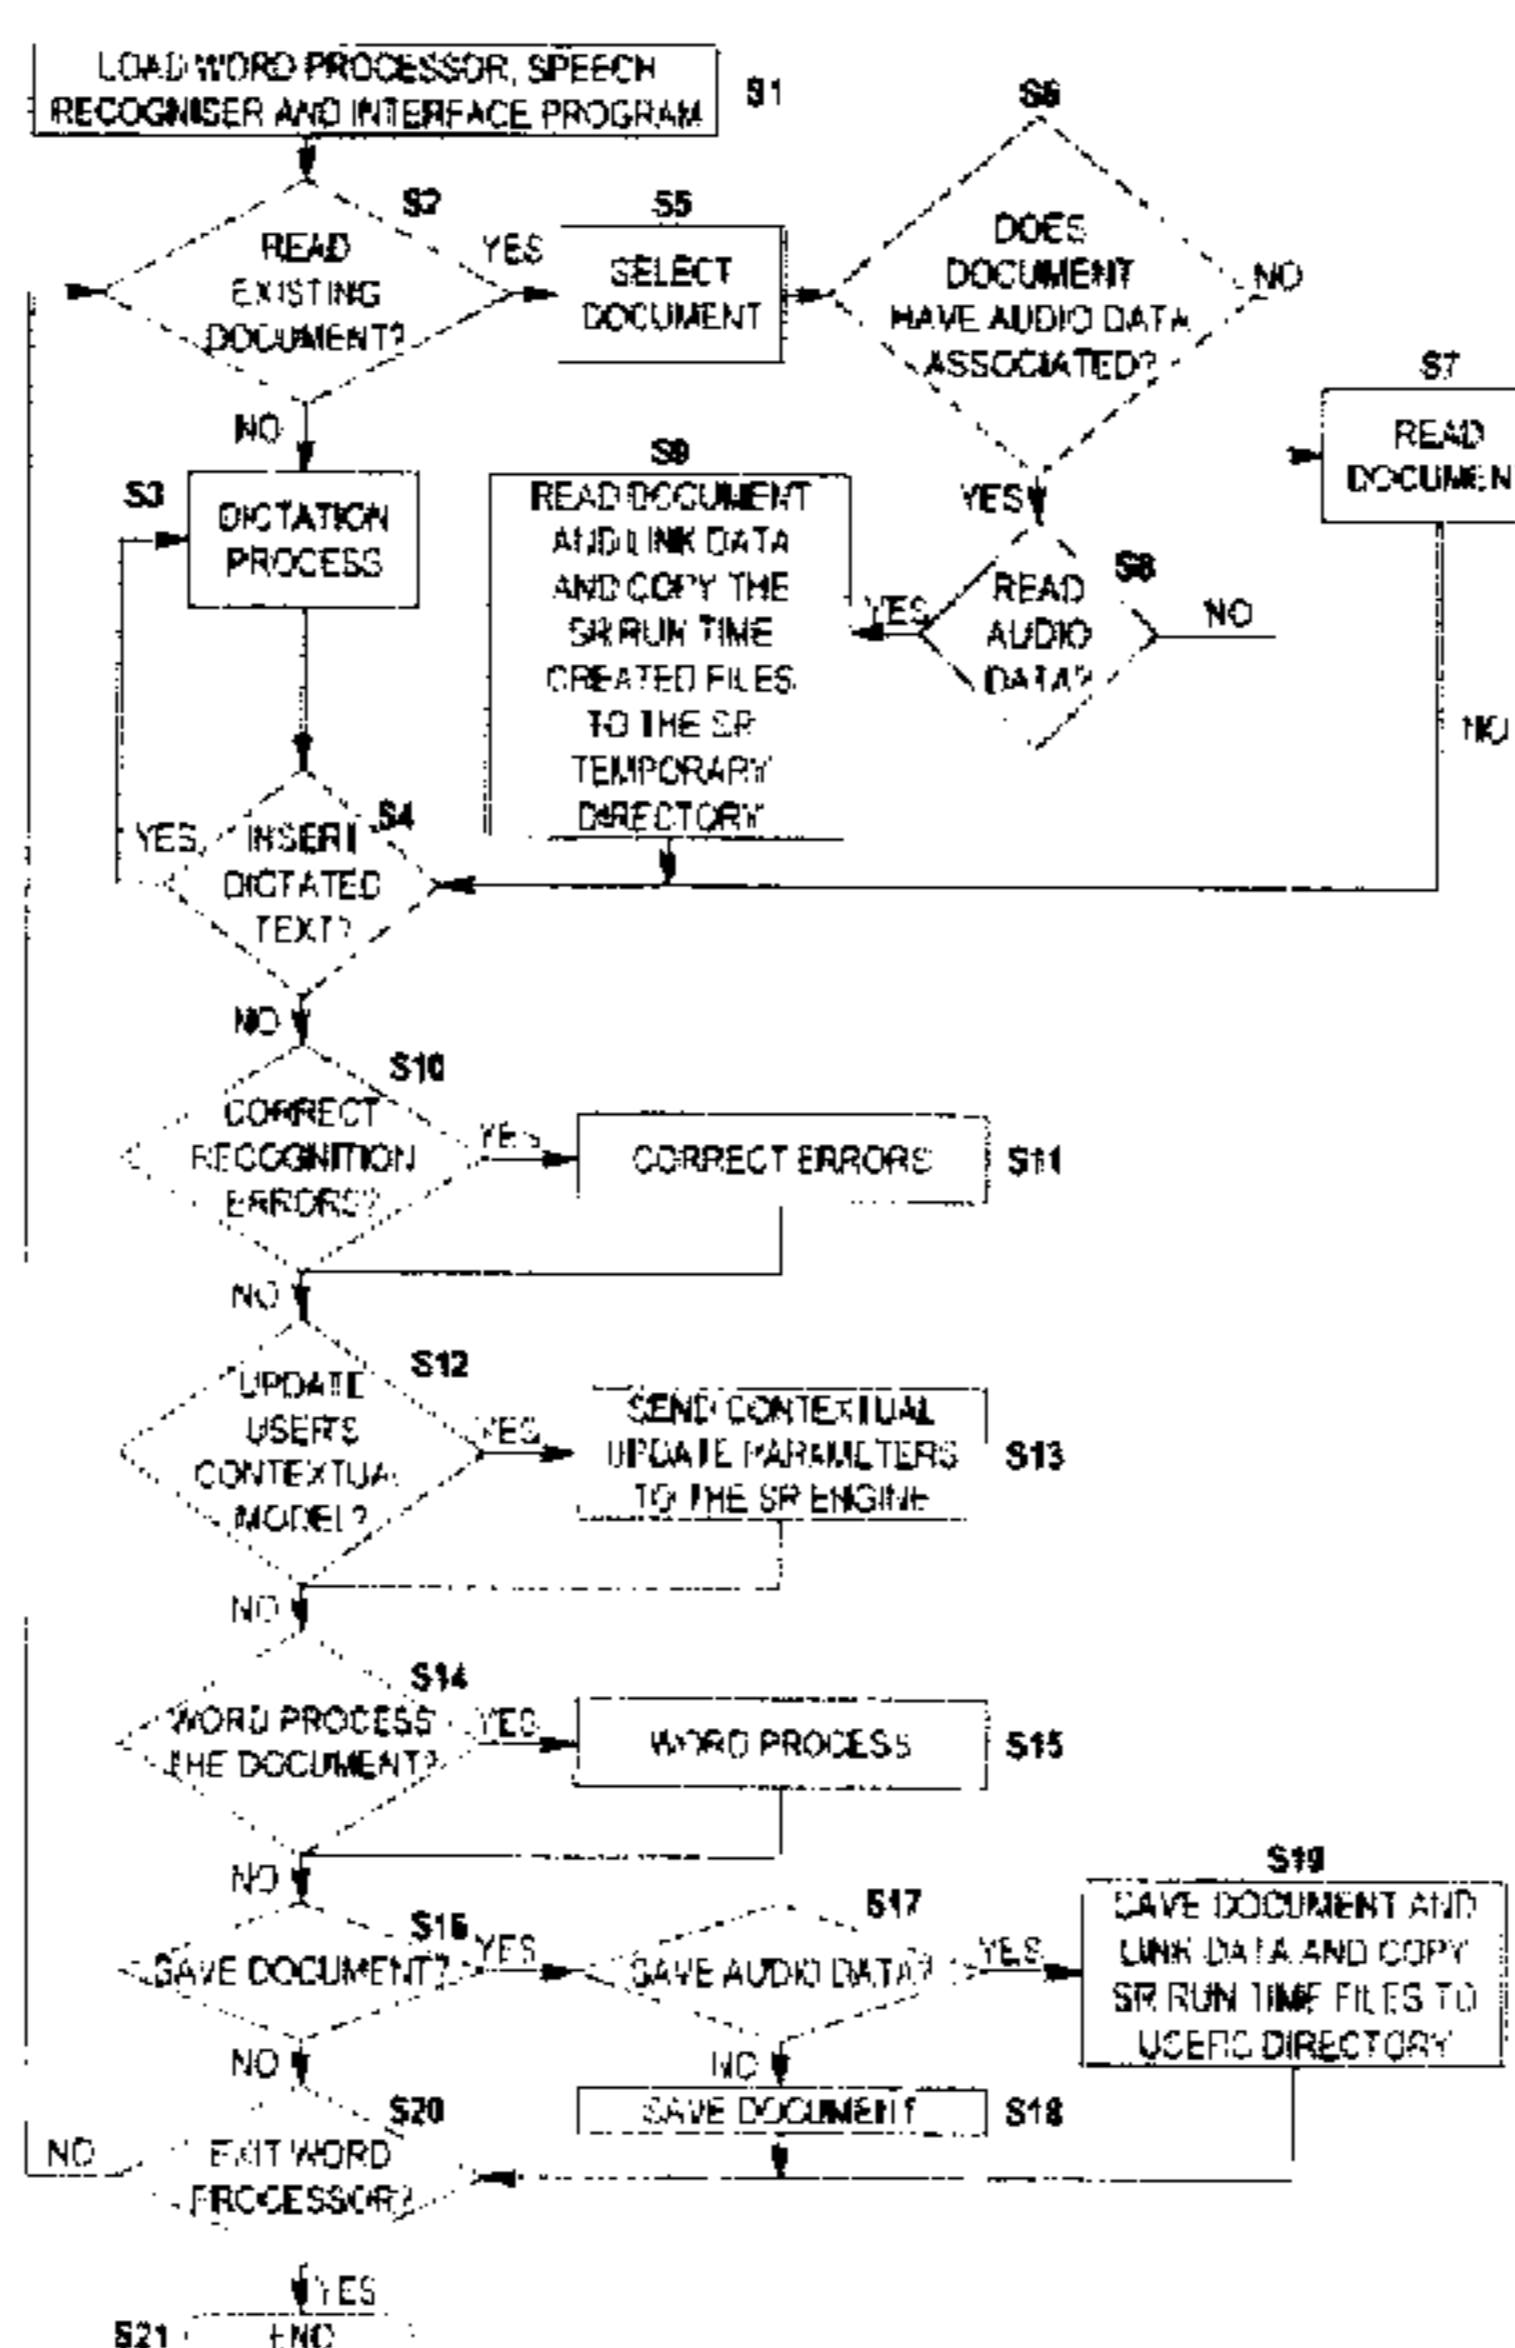 LOAD WORD PROCESSOR, SPEECH
RECOGNISER AND INTERFACE PROGRAM
S1
S2
READ
EXISTING
DOCUMENT?
YES
NO
S5
SELECT
DOCUMENT
S6
DOES
DOCUMENT
HAVE AUDIO DATA
ASSOCIATED?
NO
YES
S7
READ
DOCUMEN
NO
S8
READ
AUDIO
DATA?
YES
NO
S9
READ DOCUMENT
AND LINK DATA
AND COPY THE
SR RUN TIME
CREATED FILES
TO THE SR
TEMPORARY
DIRECTORY
S3
DICTATION
PROCESS
S4
INSERT
DICTATED
TEXT?
YES
NO
S10
CORRECT
RECOGNITION
ERRORS?
YES
CORRECT ERRORS
S11
NO
S12
UPDATE
USERS
CONTEXTUAL
MODEL?
YES
SEND CONTEXTUAL
UPDATE PARAMETERS
TO THE SR ENGINE
S13
NO
S14
WORD PROCESS
THE DOCUMENT?
YES
WORD PROCESS
S15
NO
S16
SAVE DOCUMENT?
YES
S17
SAVE AUDIO DATA?
YES
S19
SAVE DOCUMENT AND
LINK DATA AND COPY
SR RUN TIME FILES TO
USERS DIRECTORY
NO
NO
SAVE DOCUMENT
S18
S20
EXIT WORD
PROCESSOR?
NO
YES
S21
END